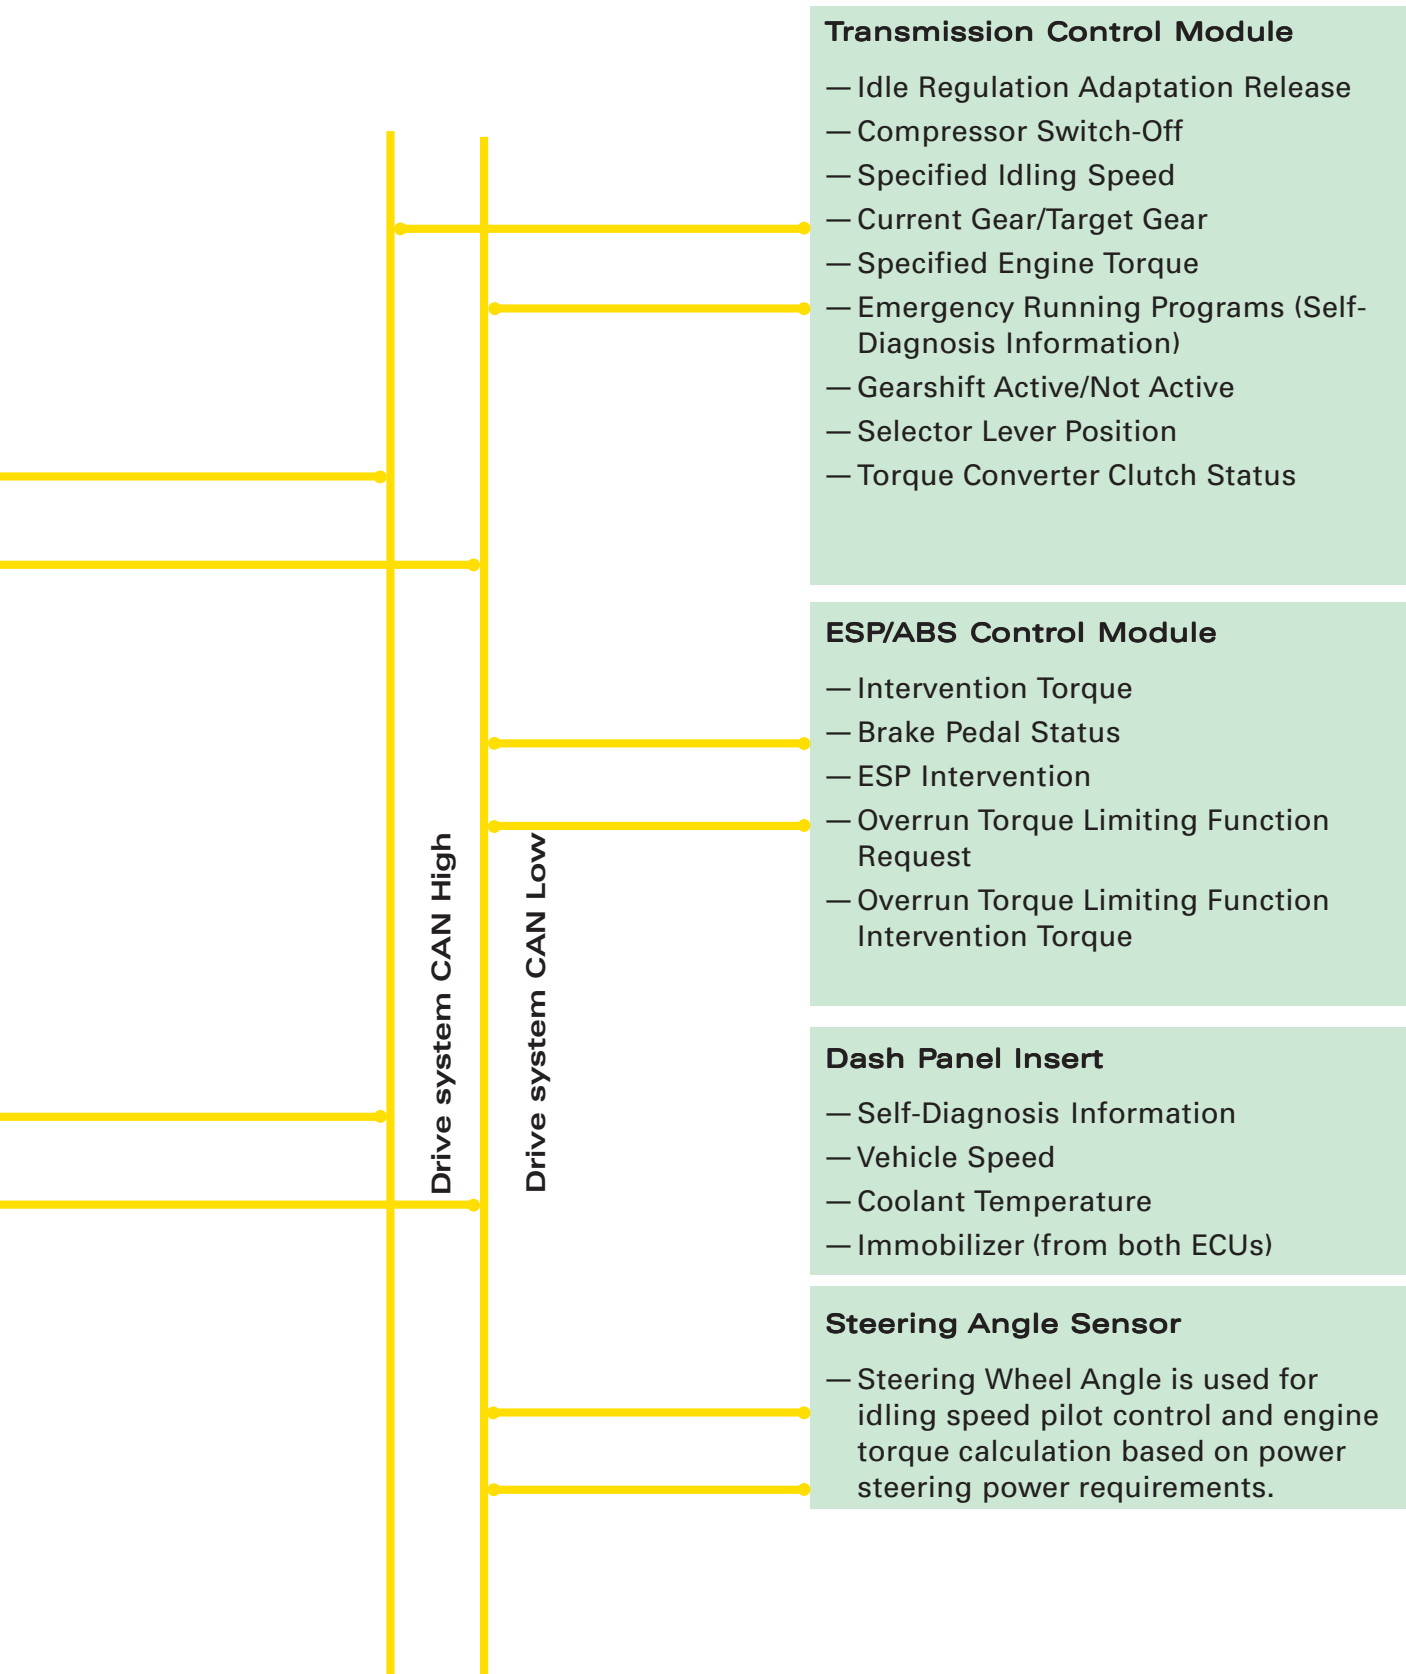 Transmission Control Module
— Idle Regulation Adaptation Release
— Compressor Switch-Off
— Specified Idling Speed
— Current Gear/Target Gear
— Specified Engine Torque
— Emergency Running Programs (Self-
Diagnosis Information)
— Gearshift Active/Not Active
— Selector Lever Position
— Torque Converter Clutch Status
ESP/ABS Control Module
— Intervention Torque
— Brake Pedal Status
— ESP Intervention
— Overrun Torque Limiting Function
Request
— Overrun Torque Limiting Function
Intervention Torque
Drive system CAN High
Drive system CAN Low
Dash Panel Insert
— Self-Diagnosis Information
— Vehicle Speed
— Coolant Temperature
— Immobilizer (from both ECUs)
Steering Angle Sensor
— Steering Wheel Angle is used for
idling speed pilot control and engine
torque calculation based on power
steering power requirements.